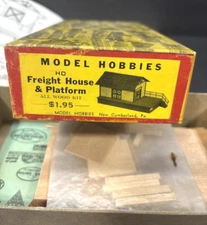 MODEL HOBBIES
HO
Freight House
& Platform
ALL WOOD KIT
$1.95
MODEL HOBBIES New Cumberland, Pa